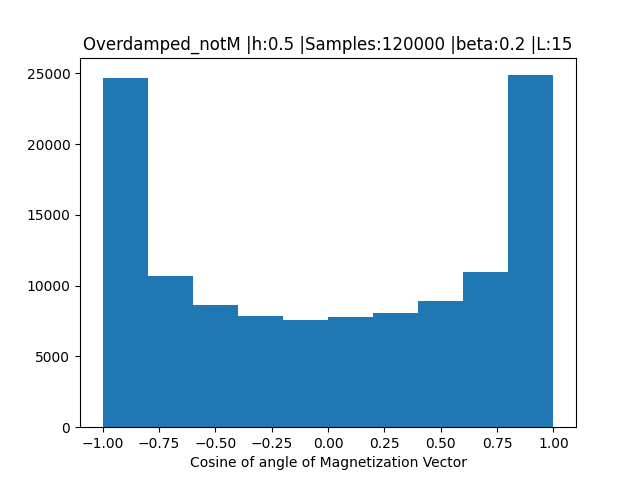 Overdamped_notM |h:0.5 |Samples:120000 |beta:0.2 |L:15
25000
20000
15000
10000
5000
0
−1.00 −0.75 −0.50 −0.25 0.00 0.25 0.50 0.75 1.00
Cosine of angle of Magnetization Vector